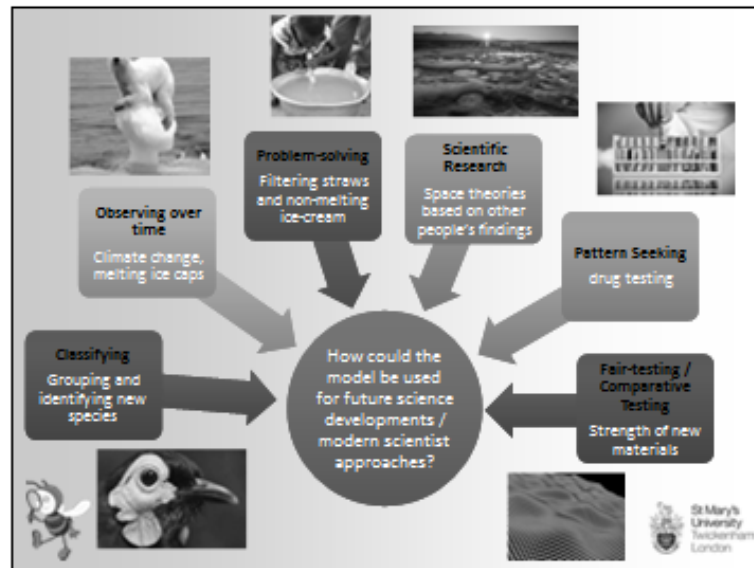 Problem-solving
Filtering straws
and non-melting
ice-cream
Scientific
Research
Space theories
based on other
people's findings
Observing over
time
Climate change,
melting ice caps
Pattern Seeking
drug testing
Classifying
Grouping and
identifying new
species
How could the
model be used
for future science
developments /
modern scientist
approaches?
Fair-testing /
Comparative
Testing
Strength of new
materials
St Mary's
University
Twickenham
London